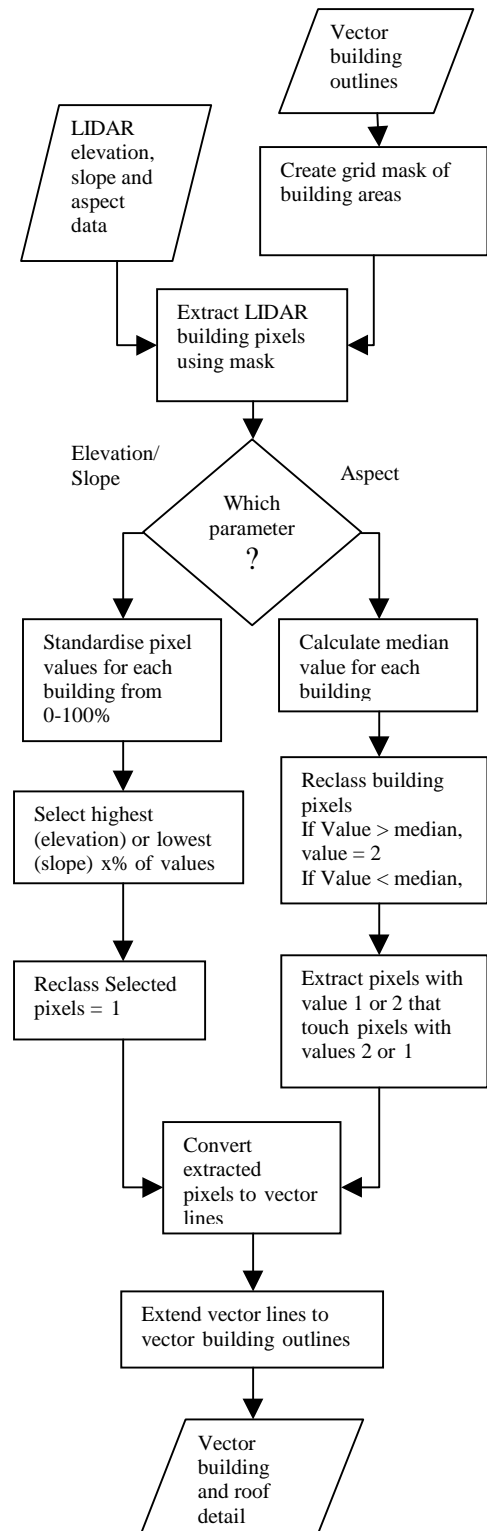 Vector
building
outlines
LIDAR
elevation,
slope and
aspect
data
Create grid mask of
building areas
Extract LIDAR
building pixels
using mask
Elevation/
Slope
Aspect
Which
parameter
?
Standardise pixel
values for each
building from
0-100%
Calculate median
value for each
building
Select highest
(elevation) or lowest
(slope) x% of values
Reclass building
pixels
If Value > median,
value = 2
If Value < median,
Reclass Selected
pixels = 1
Extract pixels with
value 1 or 2 that
touch pixels with
values 2 or 1
Convert
extracted
pixels to vector
lines
Extend vector lines to
vector building outlines
Vector
building
and roof
detail